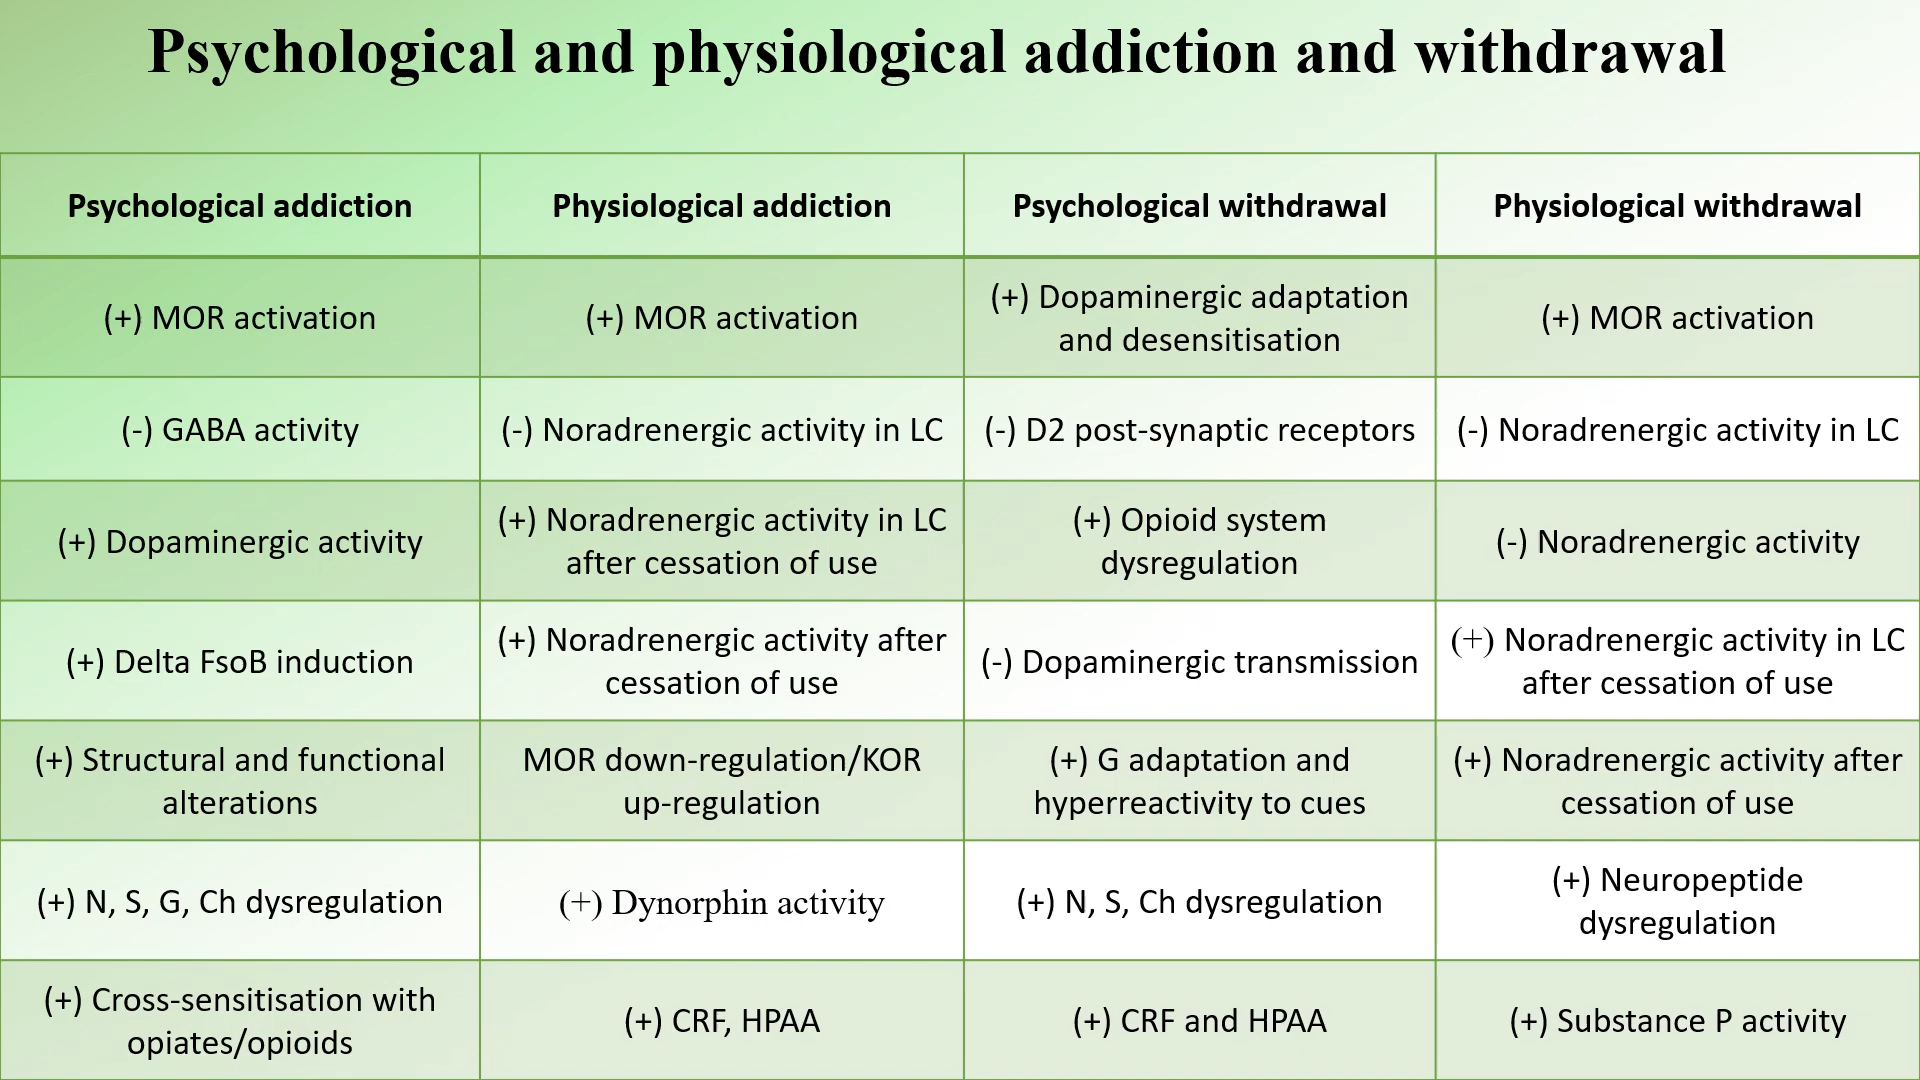 Psychological and physiological addiction and withdrawal
Psychological addiction
Physiological addiction
Psychological withdrawal
Physiological withdrawal
(+) MOR activation
(+) MOR activation
(+) Dopaminergic adaptation
and desensitisation
(+) MOR activation
(-) GABA activity
(-) Noradrenergic activity in LC
(-) D2 post-synaptic receptors
(-) Noradrenergic activity in LC
(+) Dopaminergic activity
(+) Noradrenergic activity in LC
after cessation of use
(+) Opioid system
dysregulation
(-) Noradrenergic activity
(+) Delta FsoB induction
(+) Noradrenergic activity after
cessation of use
(-) Dopaminergic transmission
(+) Noradrenergic activity in LC
after cessation of use
(+) Structural and functional
alterations
MOR down-regulation/KOR
up-regulation
(+) G adaptation and
hyperreactivity to cues
(+) Noradrenergic activity after
cessation of use
(+) N, S, G, Ch dysregulation
(+) Dynorphin activity
(+) N, S, Ch dysregulation
(+) Neuropeptide
dysregulation
(+) Cross-sensitisation with
opiates/opioids
(+) CRF, HPAA
(+) CRF and HPAA
(+) Substance P activity